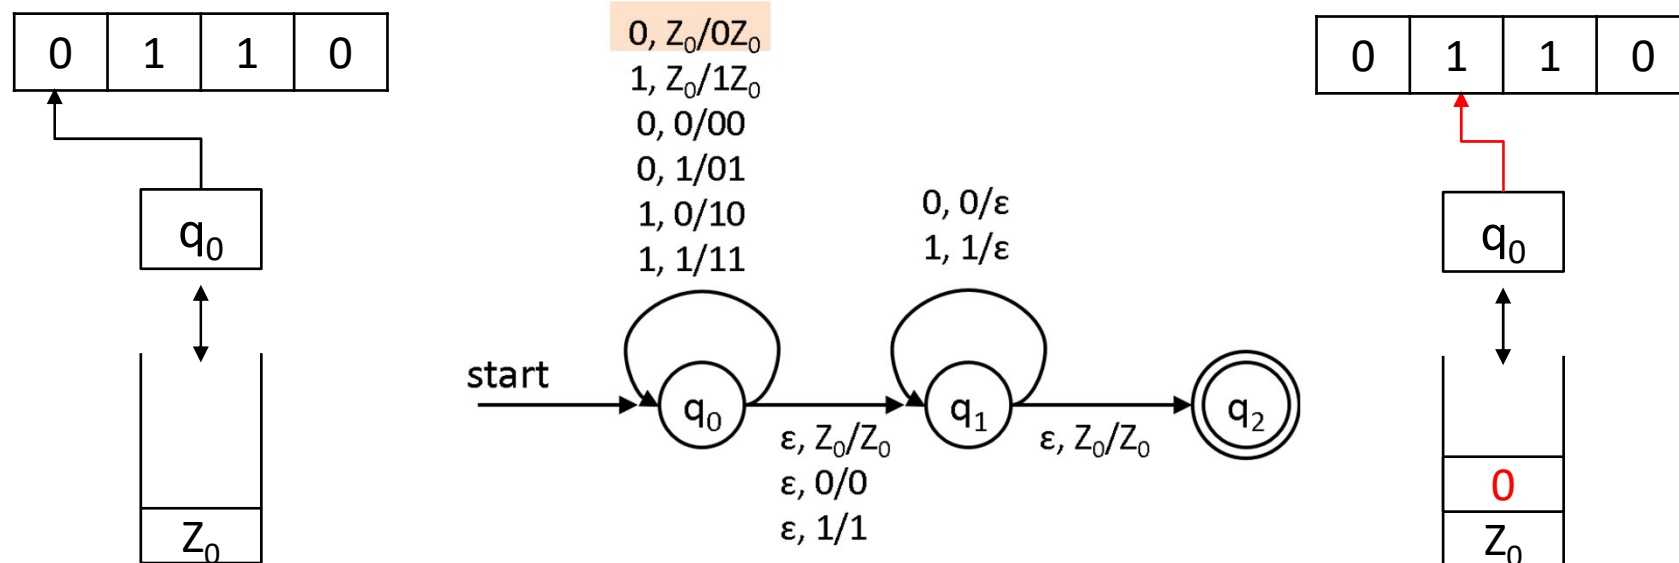 0 1 1 0
q₀
Z₀
0, Z₀/0Z₀
1, Z₀/1Z₀
0, 0/00
0, 1/01
1, 0/10
1, 1/11
0, 0/ε
1, 1/ε
start
q₀
q₁
q₂
ε, Z₀/Z₀
ε, 0/0
ε, 1/1
ε, Z₀/Z₀
0 1 1 0
q₀
0
Z₀